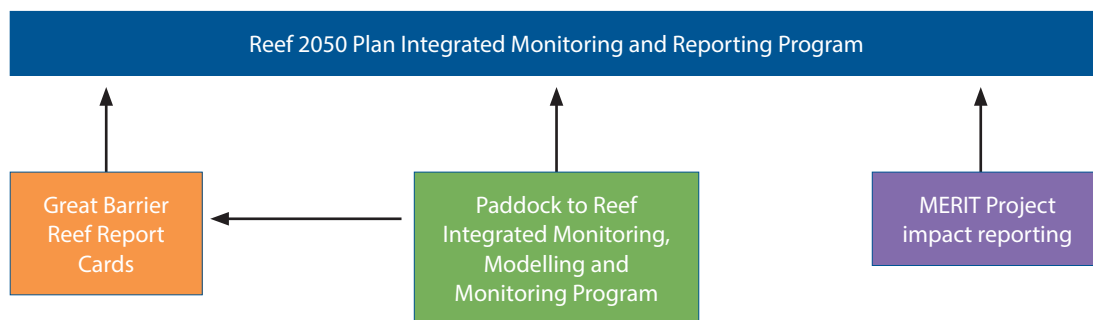 Reef 2050 Plan Integrated Monitoring and Reporting Program
Great Barrier
Reef Report
Cards
Paddock to Reef
Integrated Monitoring,
Modelling and
Monitoring Program
MERIT Project
impact reporting